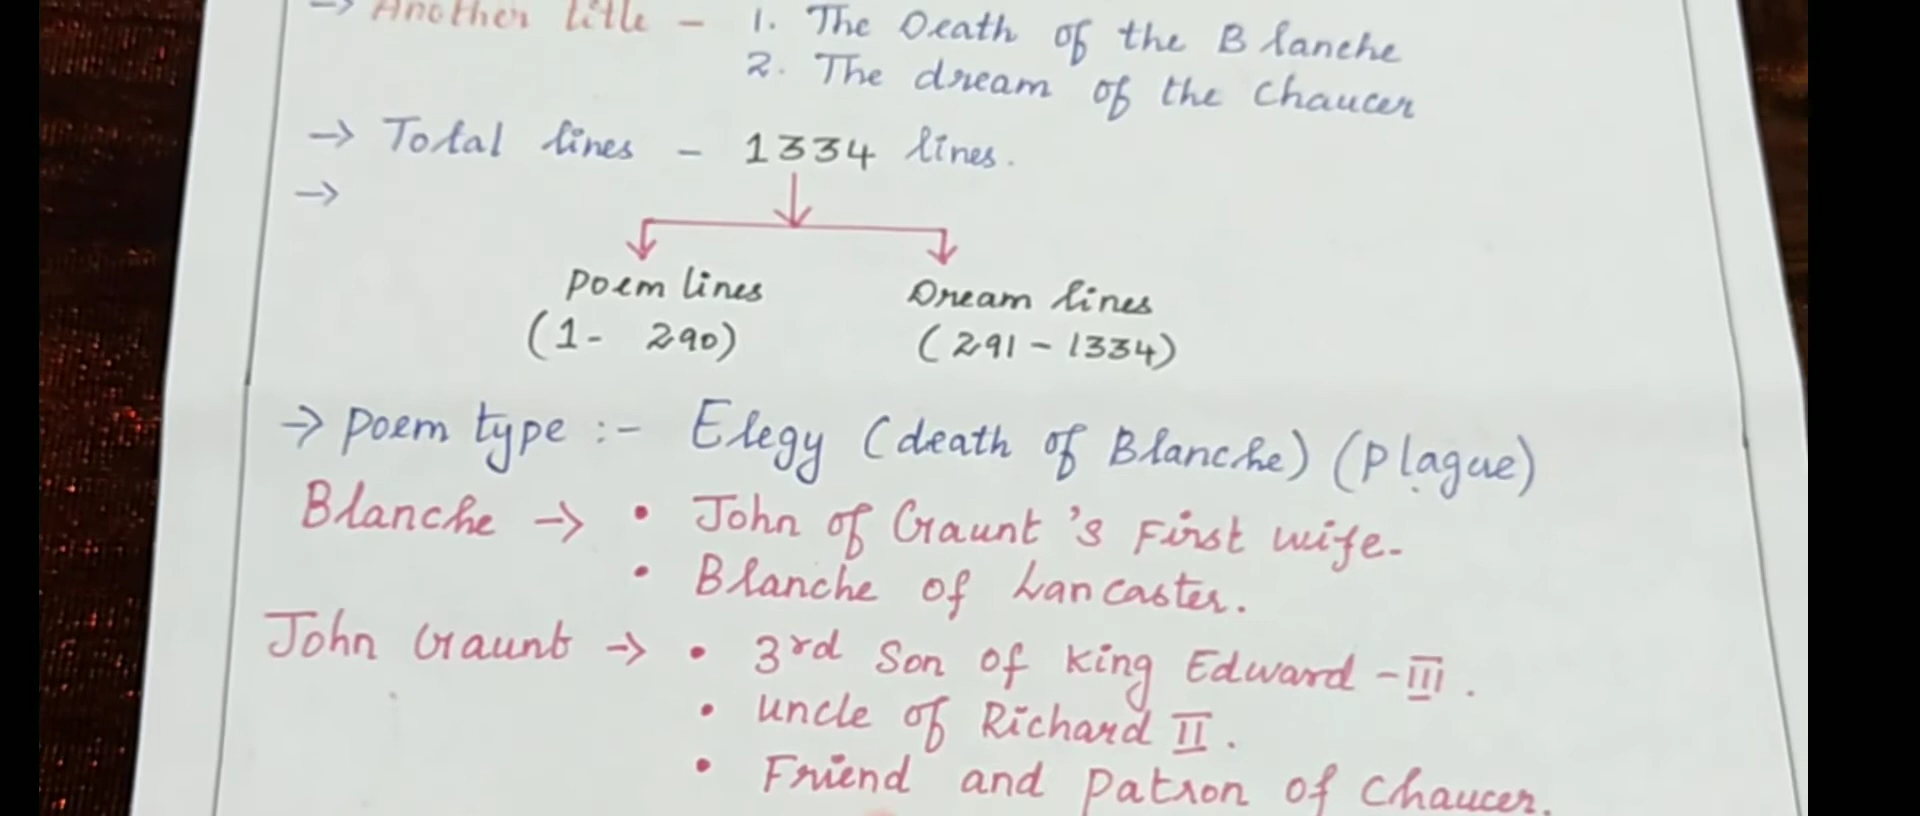 → Another title - 1. The Death of the Blanche
2. The dream of the Chaucer
→ Total lines - 1334 lines.
→
Poem lines Dream lines
(1- 290) (291-1334)
→ Poem type :- Elegy (death of Blanche) (Plague)
Blanche → • John of Gaunt's First wife-
• Blanche of Lancaster.
John Gaunt → • 3rd Son of King Edward -III.
• uncle of Richard II.
• Friend and Patron of Chaucer.